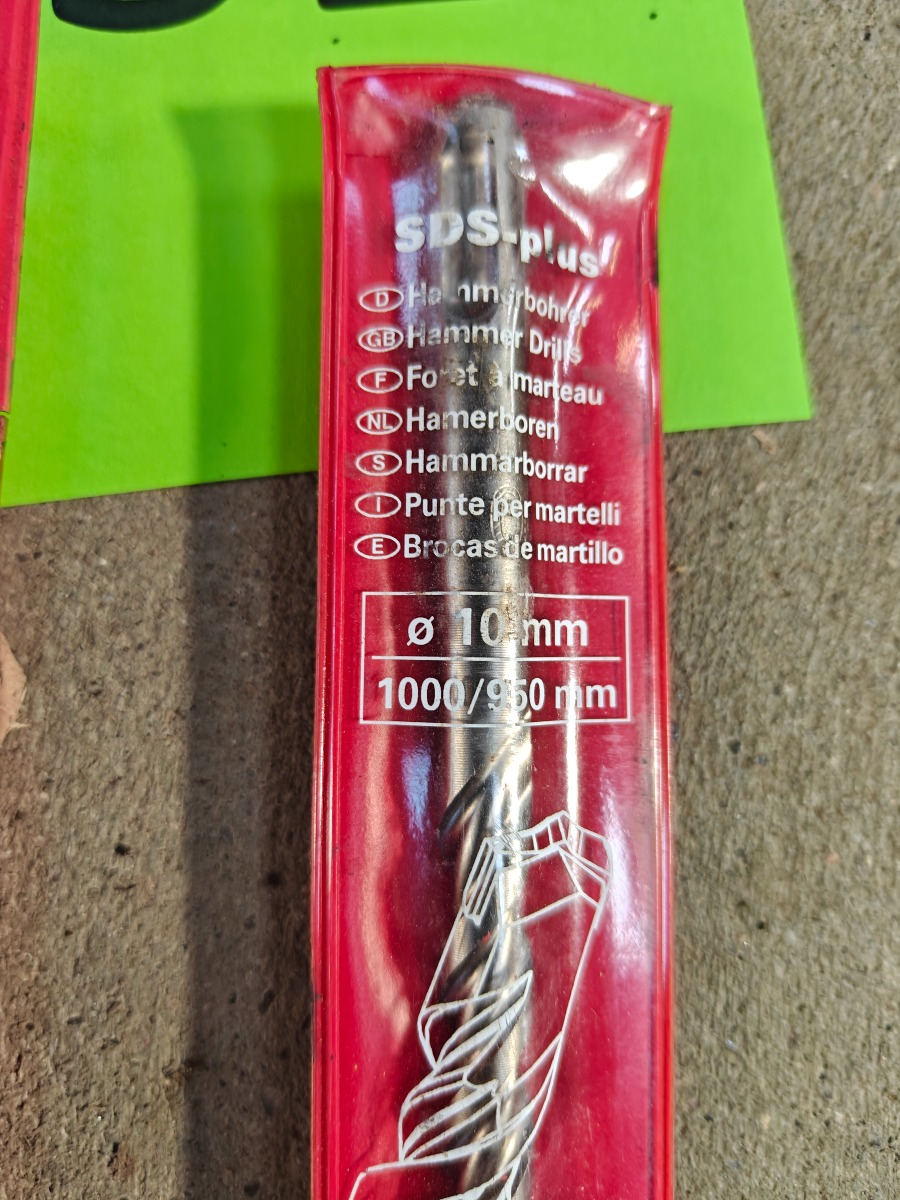 SDS-plus
D Hammerbohrer
GB Hammer Drills
F Foret à marteau
NL Hamerboren
S Hammarborrar
I Punte per martelli
E Brocas de martillo
ø 10 mm
1000/950 mm